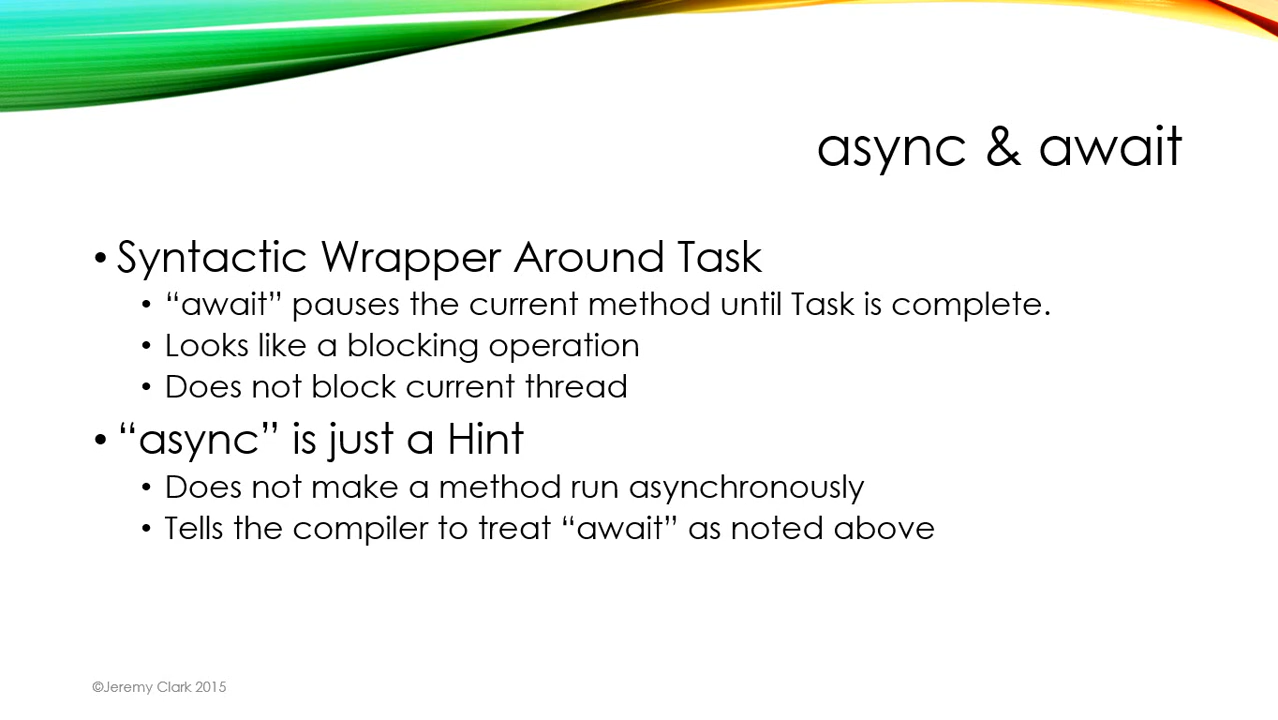 async & await
• Syntactic Wrapper Around Task
• “await” pauses the current method until Task is complete.
• Looks like a blocking operation
• Does not block current thread
• “async” is just a Hint
• Does not make a method run asynchronously
• Tells the compiler to treat “await” as noted above
©Jeremy Clark 2015